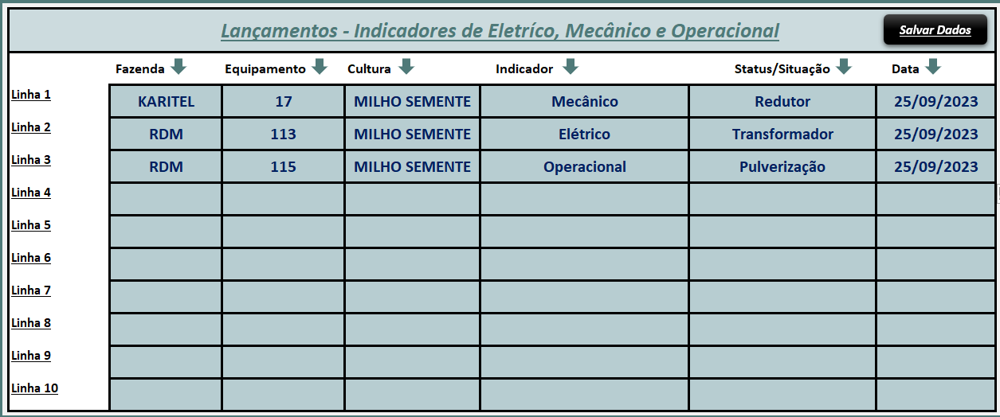 Lançamentos - Indicadores de Eletríco, Mecânico e Operacional
Salvar Dados
Fazenda Equipamento Cultura Indicador Status/Situação Data
Linha 1 KARITEL 17 MILHO SEMENTE Mecânico Redutor 25/09/2023
Linha 2 RDM 113 MILHO SEMENTE Elétrico Transformador 25/09/2023
Linha 3 RDM 115 MILHO SEMENTE Operacional Pulverização 25/09/2023
Linha 4
Linha 5
Linha 6
Linha 7
Linha 8
Linha 9
Linha 10